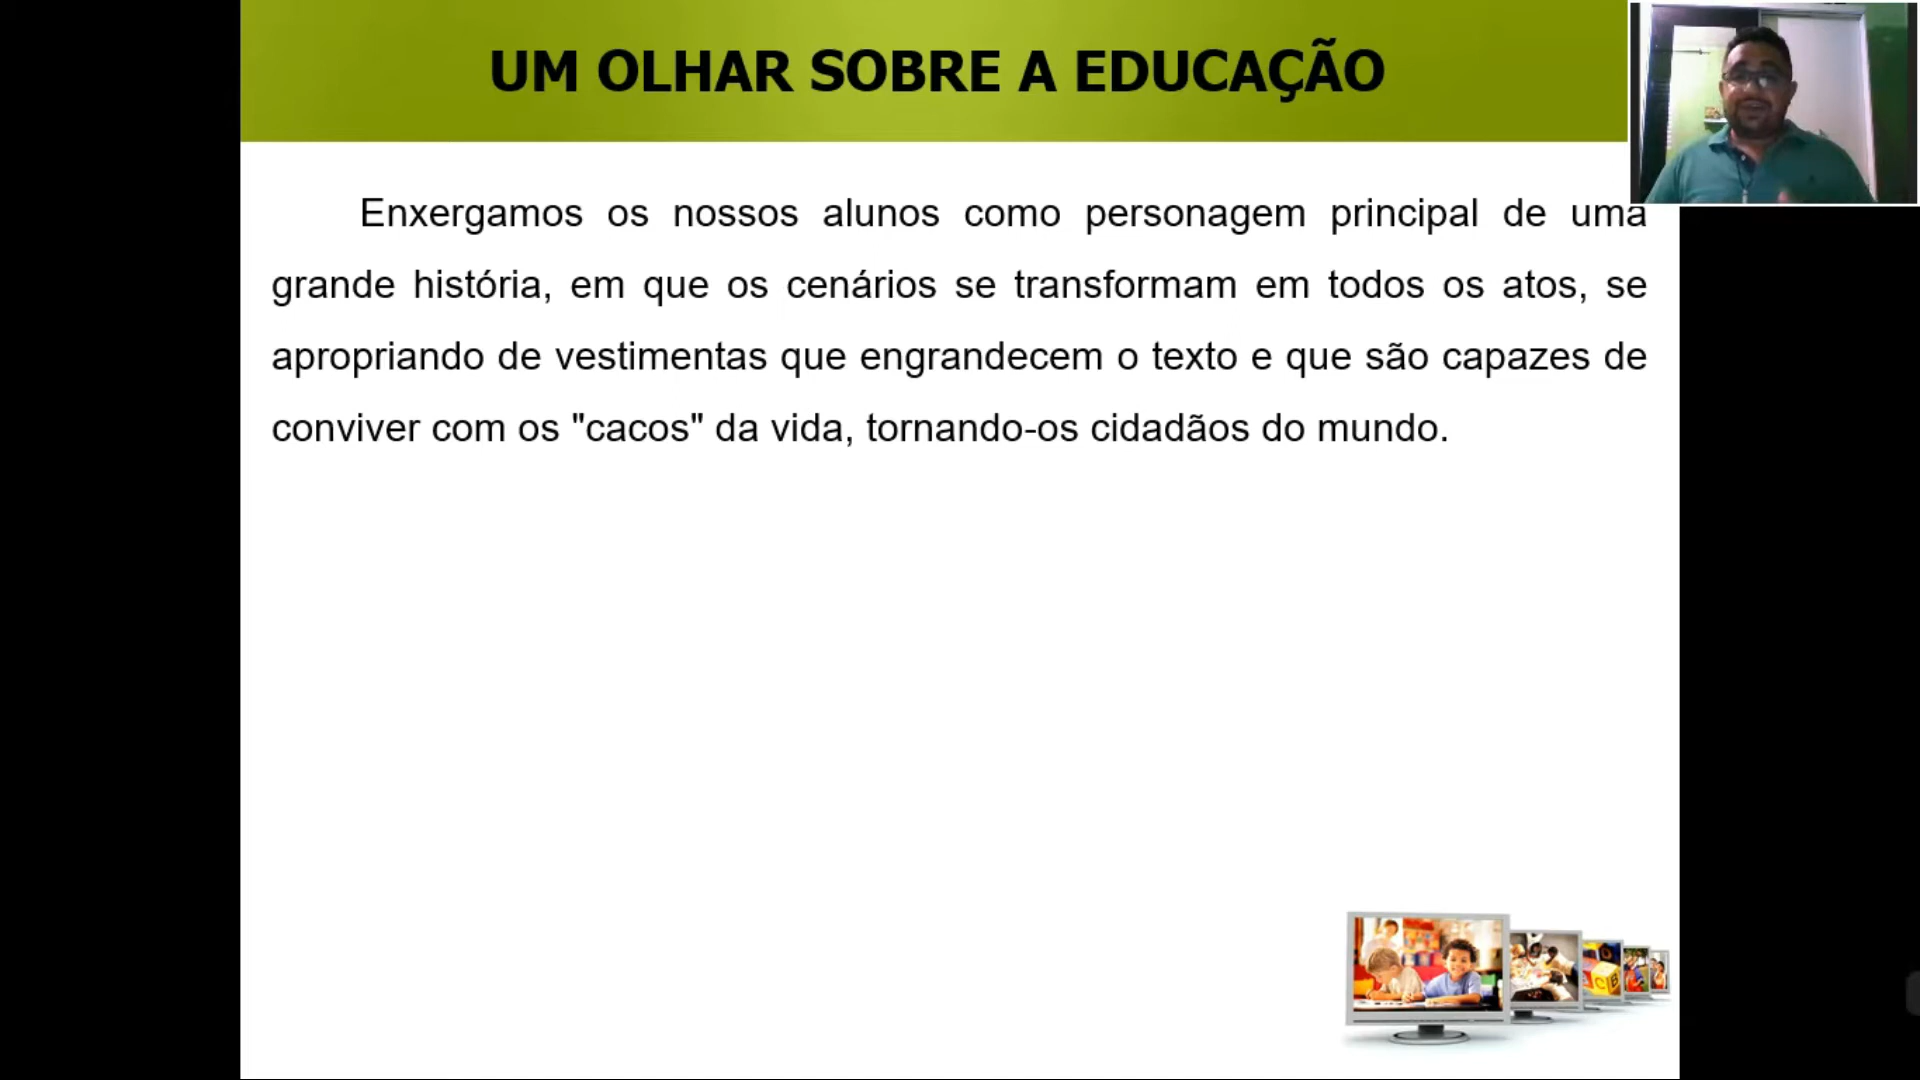 UM OLHAR SOBRE A EDUCAÇÃO
Enxergamos os nossos alunos como personagem principal de uma
grande história, em que os cenários se transformam em todos os atos, se
apropriando de vestimentas que engrandecem o texto e que são capazes de
conviver com os "cacos" da vida, tornando-os cidadãos do mundo.